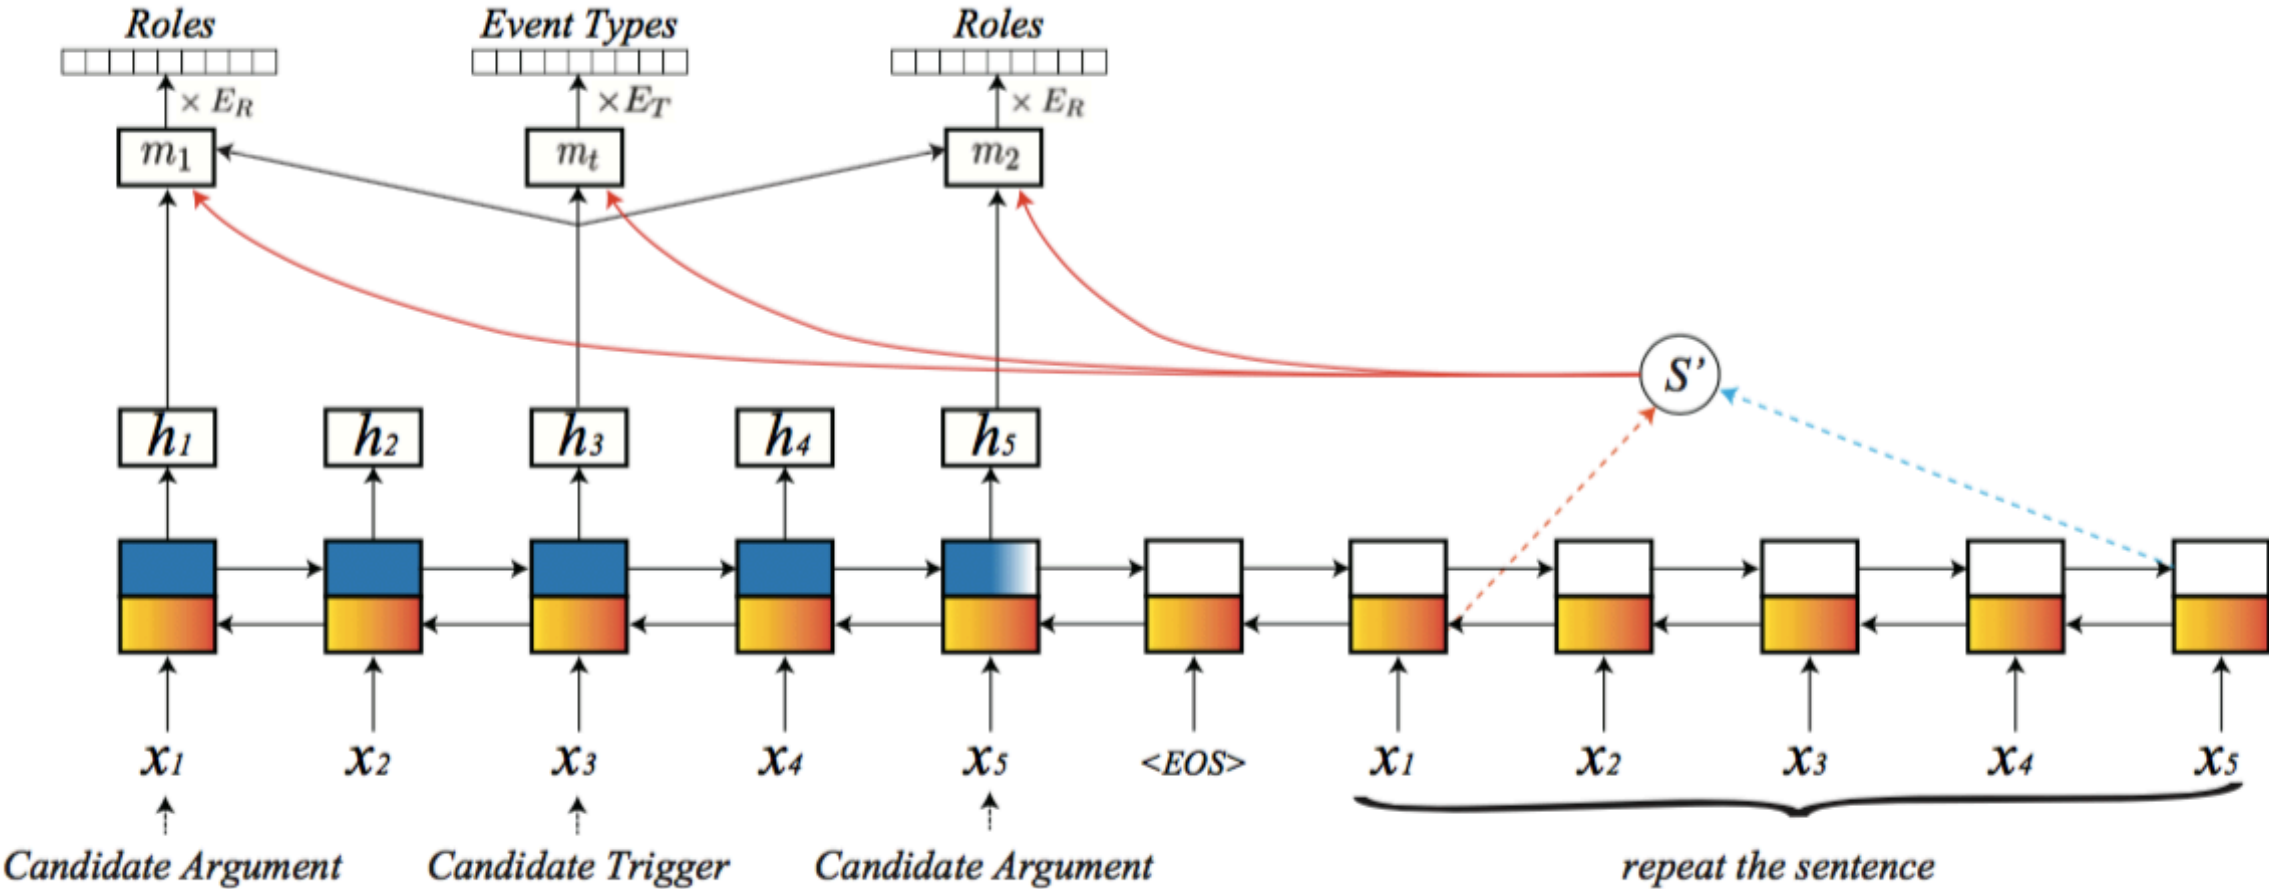 Roles Event Types Roles
× E_R ×E_T × E_R
m_1 m_t m_2
S’
h_1 h_2 h_3 h_4 h_5
x_1 x_2 x_3 x_4 x_5 <EOS> x_1 x_2 x_3 x_4 x_5
Candidate Argument Candidate Trigger Candidate Argument repeat the sentence